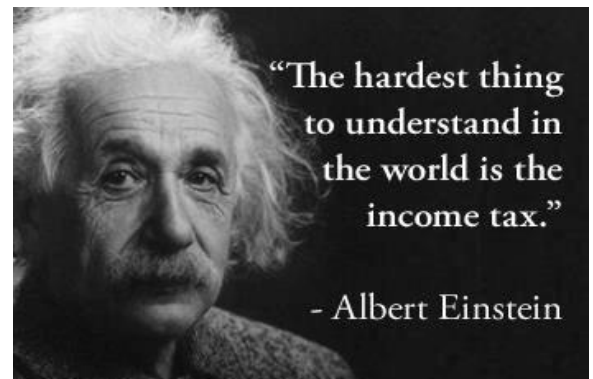 “The hardest thing
to understand in
the world is the
income tax.”
- Albert Einstein